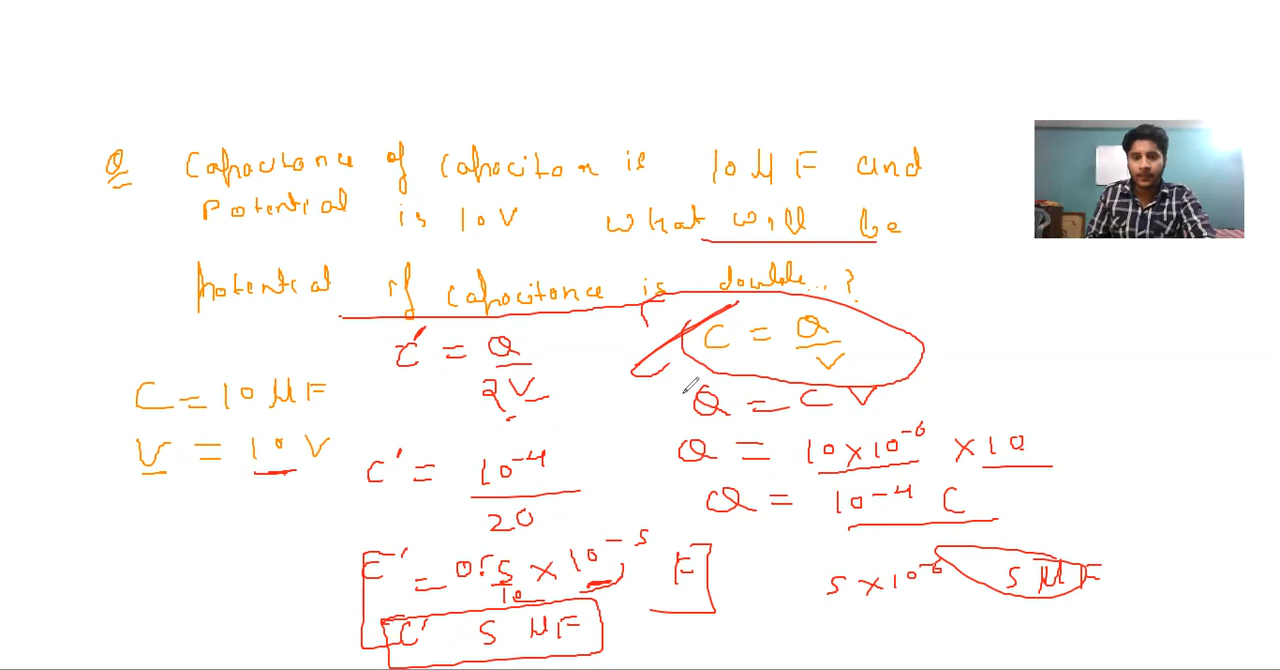 Q Capacitance of capacitor is 10 μF and
Potential is 10V what will be
potential if capacitance is double...?
C = Q/V
C' = Q/2V
C = 10 μF
Q = CV
V = 10 V
Q = 10×10⁻⁶ × 10
C' = 10⁻⁴/20
Q = 10⁻⁴ C
= 5/10 × 10⁻⁵ F
5×10⁻⁶ 5 μF
C' 5 μF